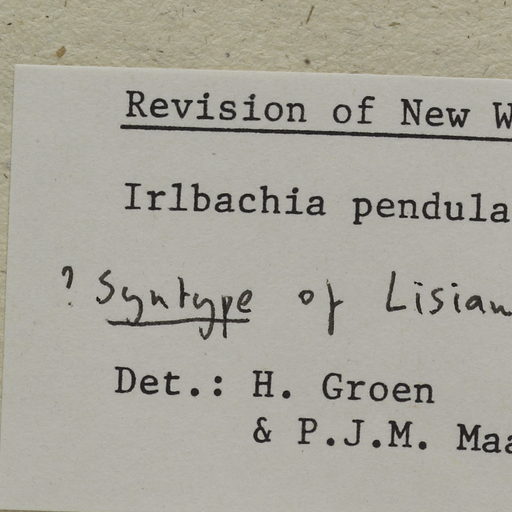 Revision of New W
Irlbachia pendula
? Syntype of Lisian
Det.: H. Groen
& P.J.M. Maa